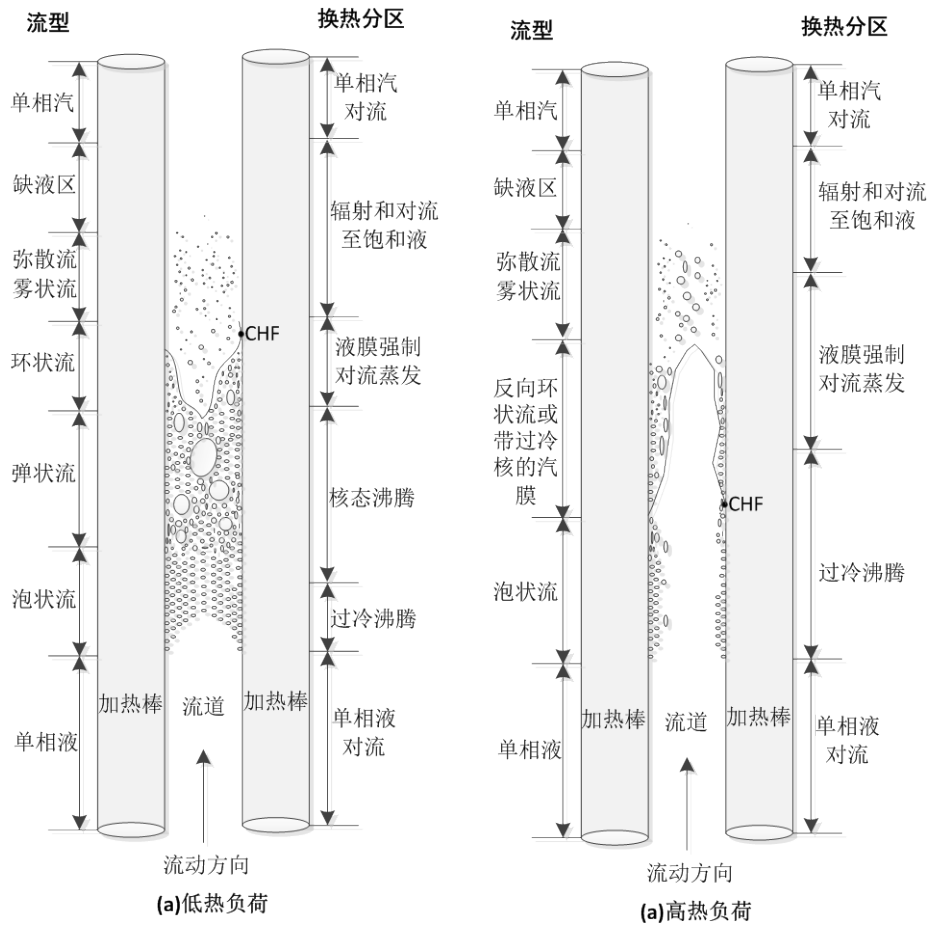 流型
换热分区
单相汽
缺液区
弥散流
雾状流
环状流
弹状流
泡状流
单相液
单相汽
对流
辐射和对流
至饱和液
CHF
液膜强制
对流蒸发
核态沸腾
过冷沸腾
单相液
对流
加热棒
流道
加热棒
流动方向
(a)低热负荷
流型
换热分区
单相汽
缺液区
弥散流
雾状流
反向环
状流或
带过冷
核的汽
膜
泡状流
单相液
单相汽
对流
辐射和对流
至饱和液
液膜强制
对流蒸发
CHF
过冷沸腾
单相液
对流
加热棒
流道
加热棒
流动方向
(a)高热负荷